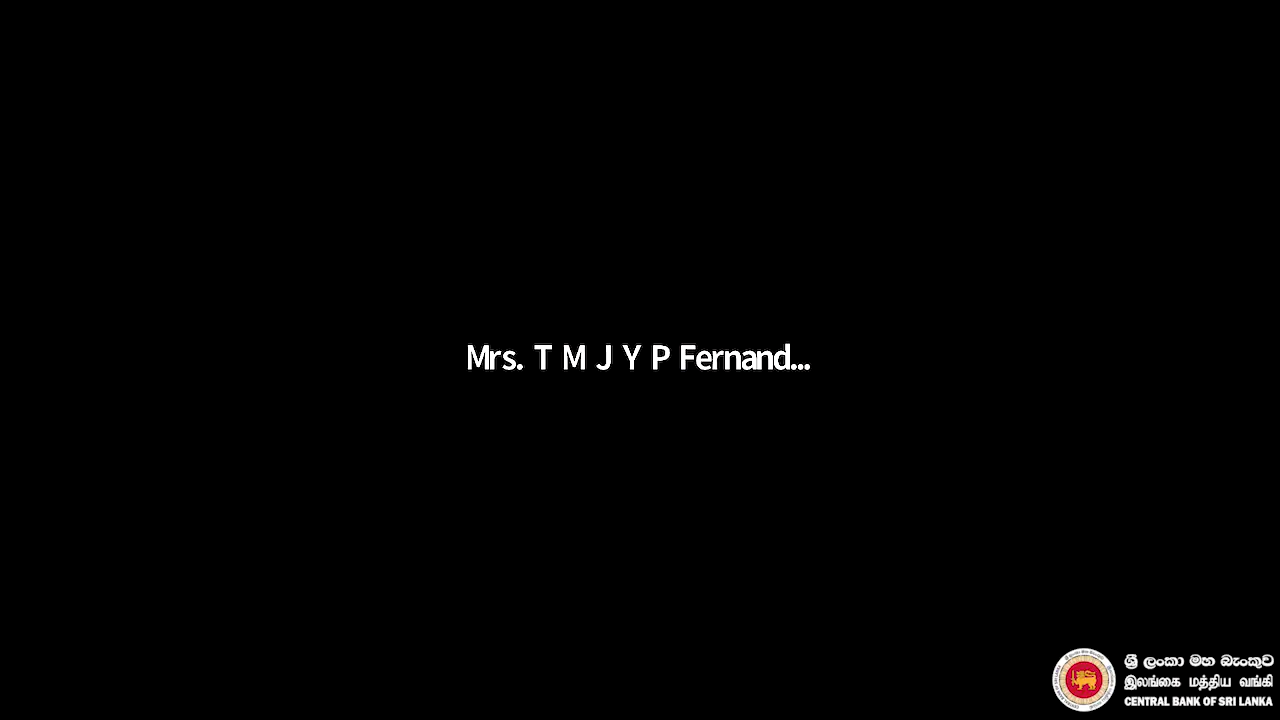 Mrs. T M J Y P Fernand...
ශ්‍රී ලංකා මහ බැංකුව
இலங்கை மத்திய வங்கி
CENTRAL BANK OF SRI LANKA